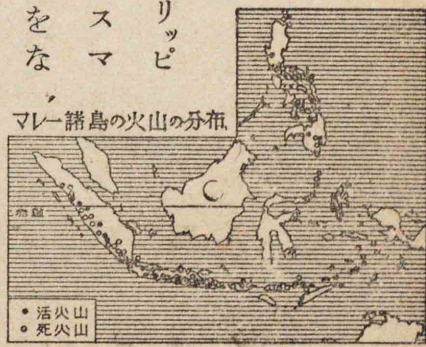 リッピ
スマ
をな
マレー諸島の火山の分布
活火山
死火山